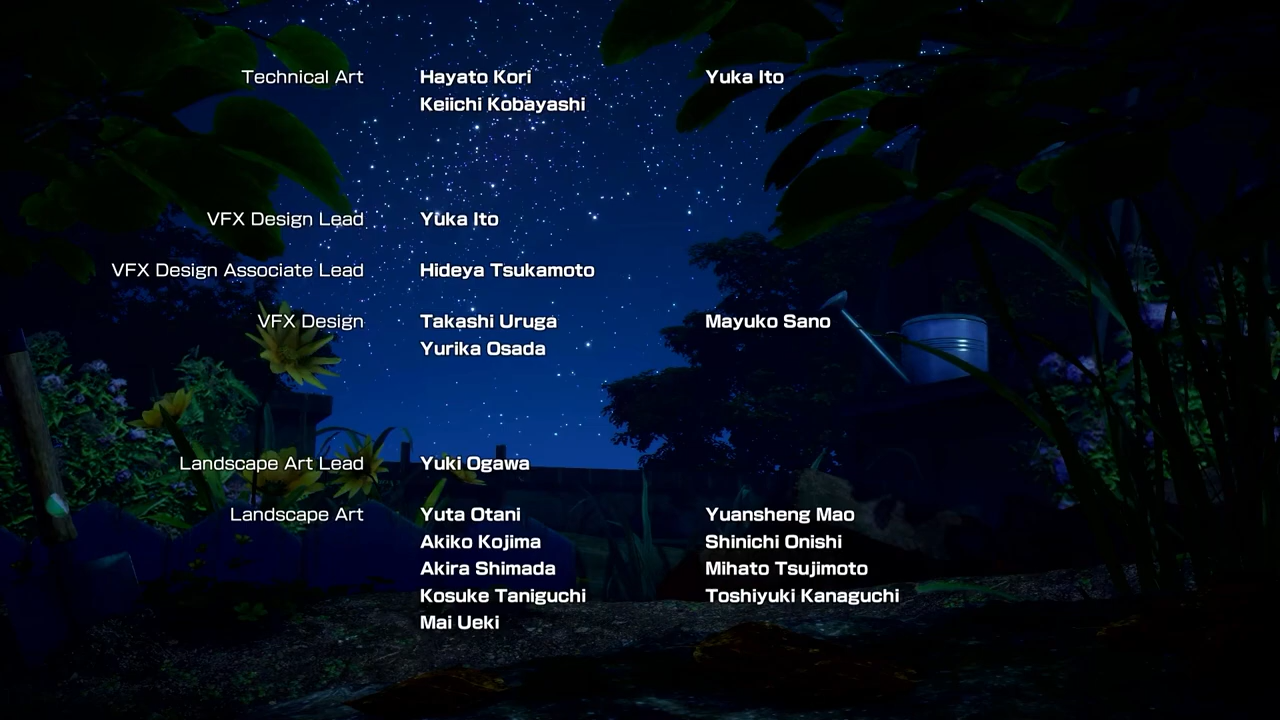 Technical Art Hayato Kori Yuka Ito
Keiichi Kobayashi
VFX Design Lead Yuka Ito
VFX Design Associate Lead Hideya Tsukamoto
VFX Design Takashi Uruga Mayuko Sano
Yurika Osada
Landscape Art Lead Yuki Ogawa
Landscape Art Yuta Otani Yuansheng Mao
Akiko Kojima Shinichi Onishi
Akira Shimada Mihato Tsujimoto
Kosuke Taniguchi Toshiyuki Kanaguchi
Mai Ueki